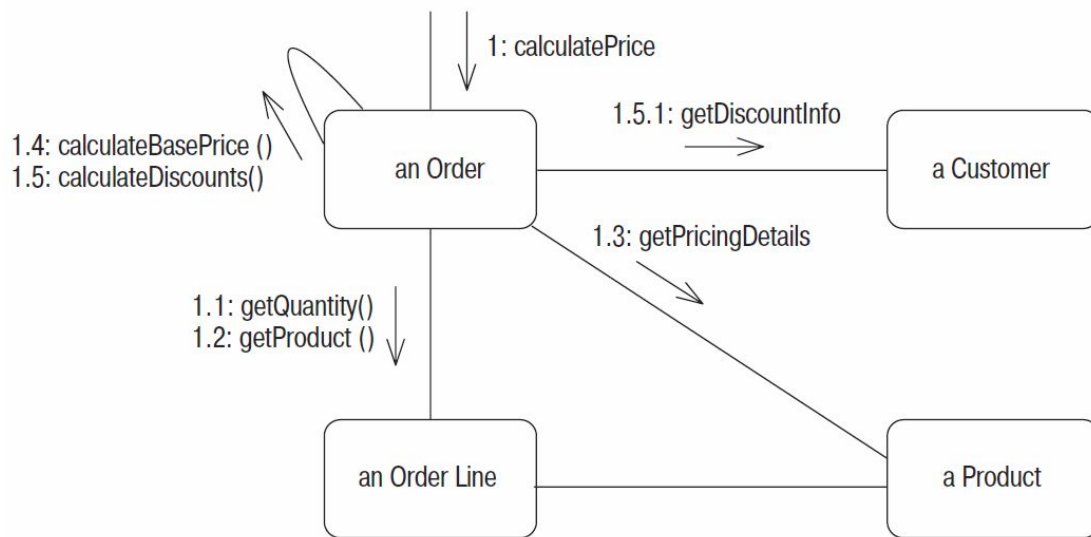 1: calculatePrice
1.5.1: getDiscountInfo
1.4: calculateBasePrice ()
1.5: calculateDiscounts()
an Order
a Customer
1.3: getPricingDetails
1.1: getQuantity()
1.2: getProduct ()
an Order Line
a Product